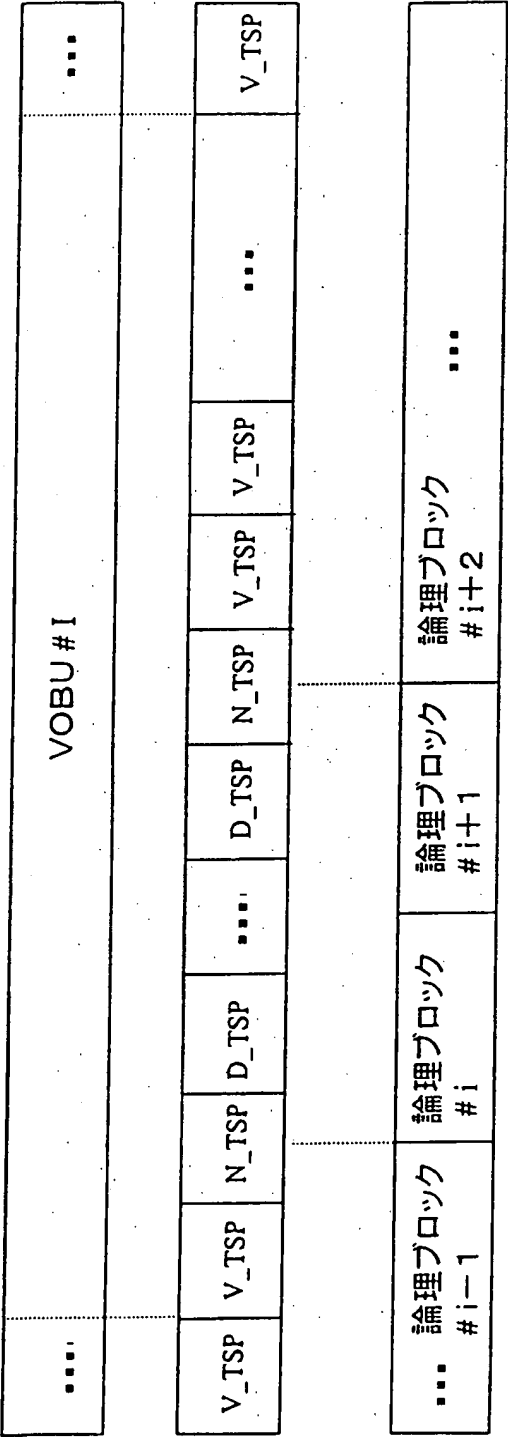 ... VOBU#I ...
V_TSP V_TSP N_TSP D_TSP ... D_TSP N_TSP V_TSP V_TSP ... V_TSP
... 論理ブロック 論理ブロック 論理ブロック 論理ブロック ...
#i−1 #i #i+1 #i+2